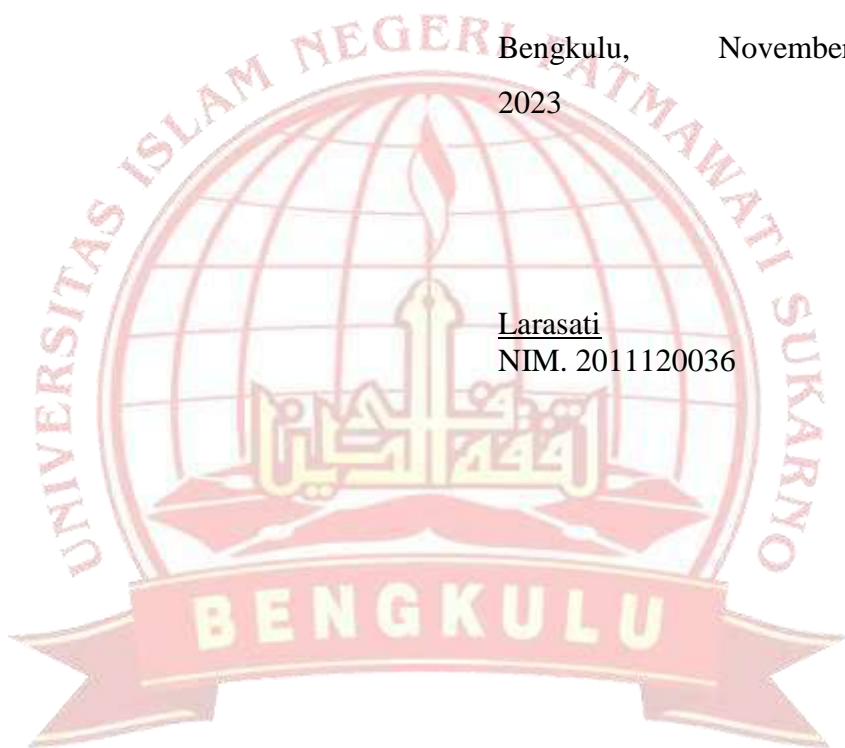 UNIVERSITAS ISLAM NEGERI FATMAWATI SUKARNO
Bengkulu, November
2023
Larasati
NIM. 2011120036
BENGKULU